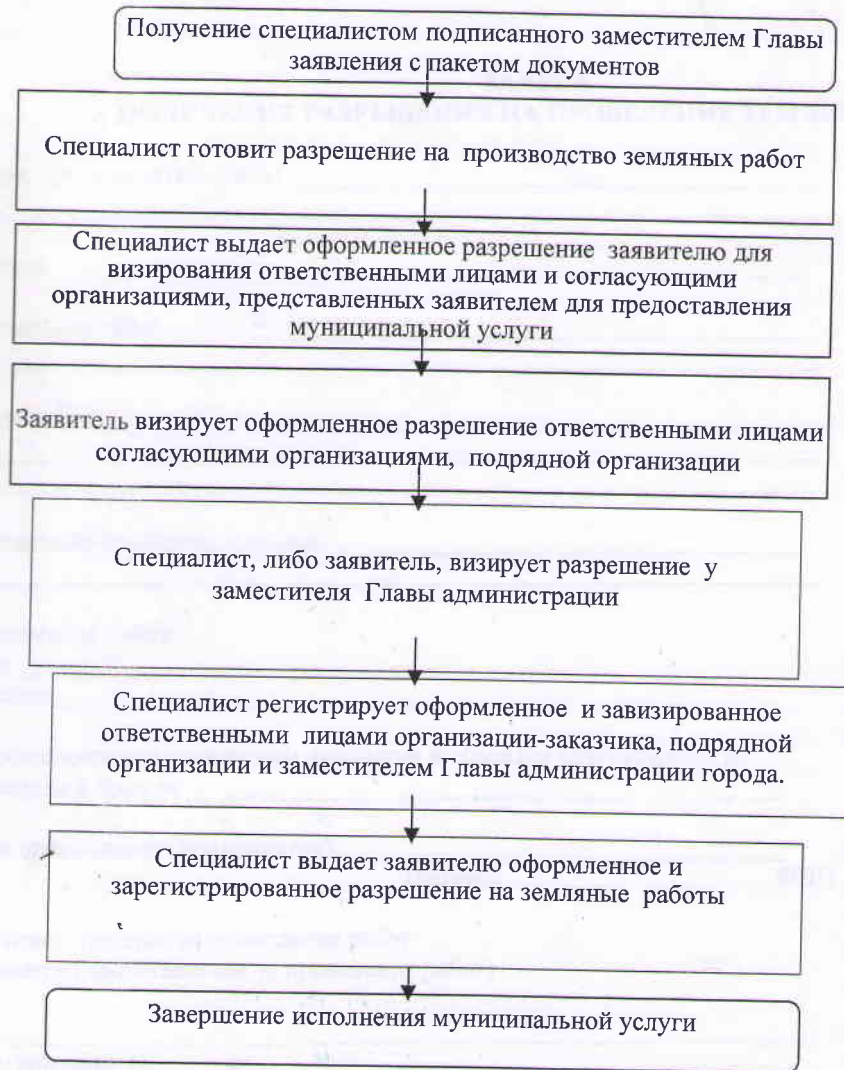 Получение специалистом подписанного заместителем Главы
заявления с пакетом документов
Специалист готовит разрешение на производство земляных работ
Специалист выдает оформленное разрешение заявителю для
визирования ответственными лицами и согласующими
организациями, представленных заявителем для предоставления
муниципальной услуги
Заявитель визирует оформленное разрешение ответственными лицами
согласующими организациями, подрядной организации
Специалист, либо заявитель, визирует разрешение у
заместителя Главы администрации
Специалист регистрирует оформленное и завизированное
ответственными лицами организации-заказчика, подрядной
организации и заместителем Главы администрации города.
Специалист выдает заявителю оформленное и
зарегистрированное разрешение на земляные работы
Завершение исполнения муниципальной услуги